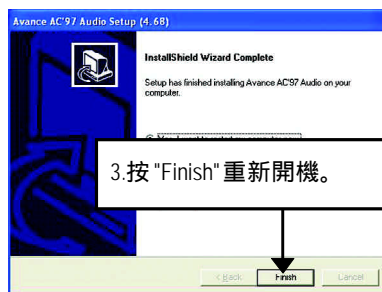 Avance AC'97 Audio Setup (4.68)
InstallShield Wizard Complete
Setup has finished installing Avance AC'97 Audio on your
computer.
3.按"Finish"重新開機。
< Back Finish Cancel